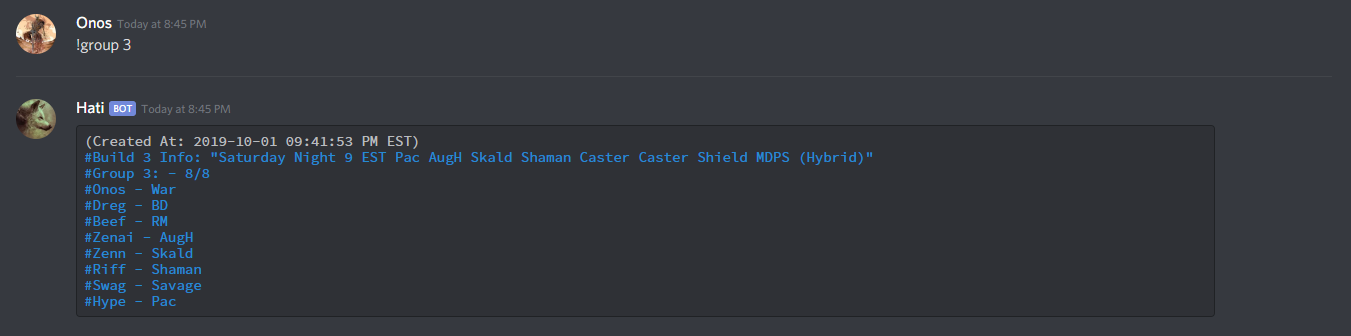 Onos Today at 8:45 PM
!group 3
Hati BOT Today at 8:45 PM
(Created At: 2019-10-01 09:41:53 PM EST)
#Build 3 Info: "Saturday Night 9 EST Pac AugH Skald Shaman Caster Caster Shield MDPS (Hybrid)"
#Group 3: - 8/8
#Onos - War
#Dreg - BD
#Beef - RM
#Zenai - AugH
#Zenn - Skald
#Riff - Shaman
#Swag - Savage
#Hype - Pac